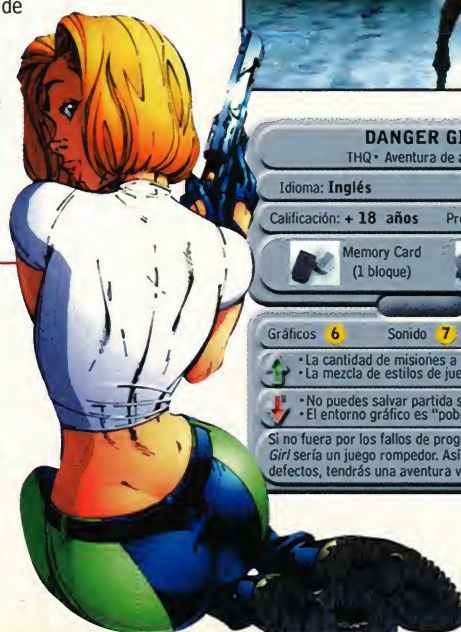 de
DANGER GI
THQ • Aventura de a
Idioma: Inglés
Calificación: + 18 años Pr
Memory Card
(1 bloque)
Gráficos 6 Sonido 7
• La cantidad de misiones a
• La mezcla de estilos de jue
• No puedes salvar partida s
• El entorno gráfico es "pob
Si no fuera por los fallos de prog
Girl sería un juego rompedor. Así
defectos, tendrás una aventura v